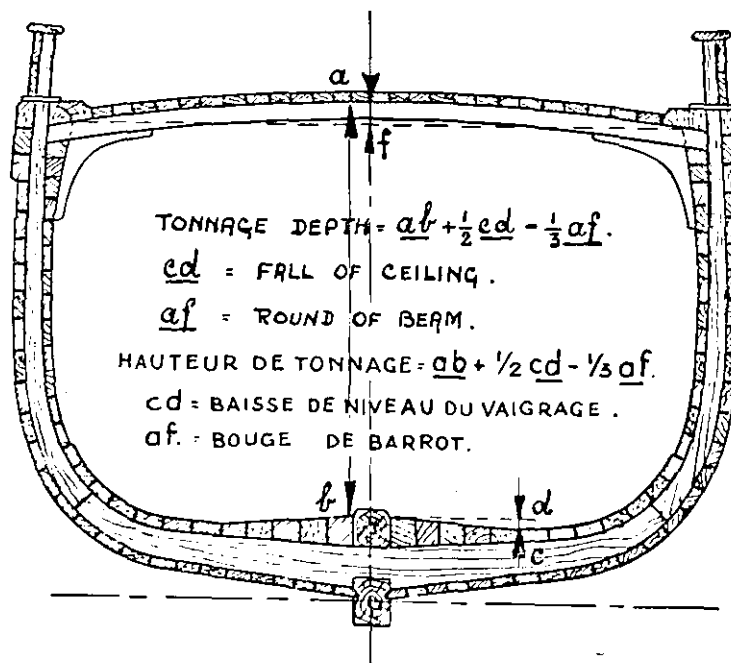 a
f
TONNAGE DEPTH = ab + 1/2 cd - 1/3 af.
cd = FALL OF CEILING.
af = ROUND OF BEAM.
HAUTEUR DE TONNAGE = ab + 1/2 cd - 1/3 af.
cd = BAISSE DE NIVEAU DU VAIGRAGE.
af. = BOUGE DE BARROT.
b
d
c